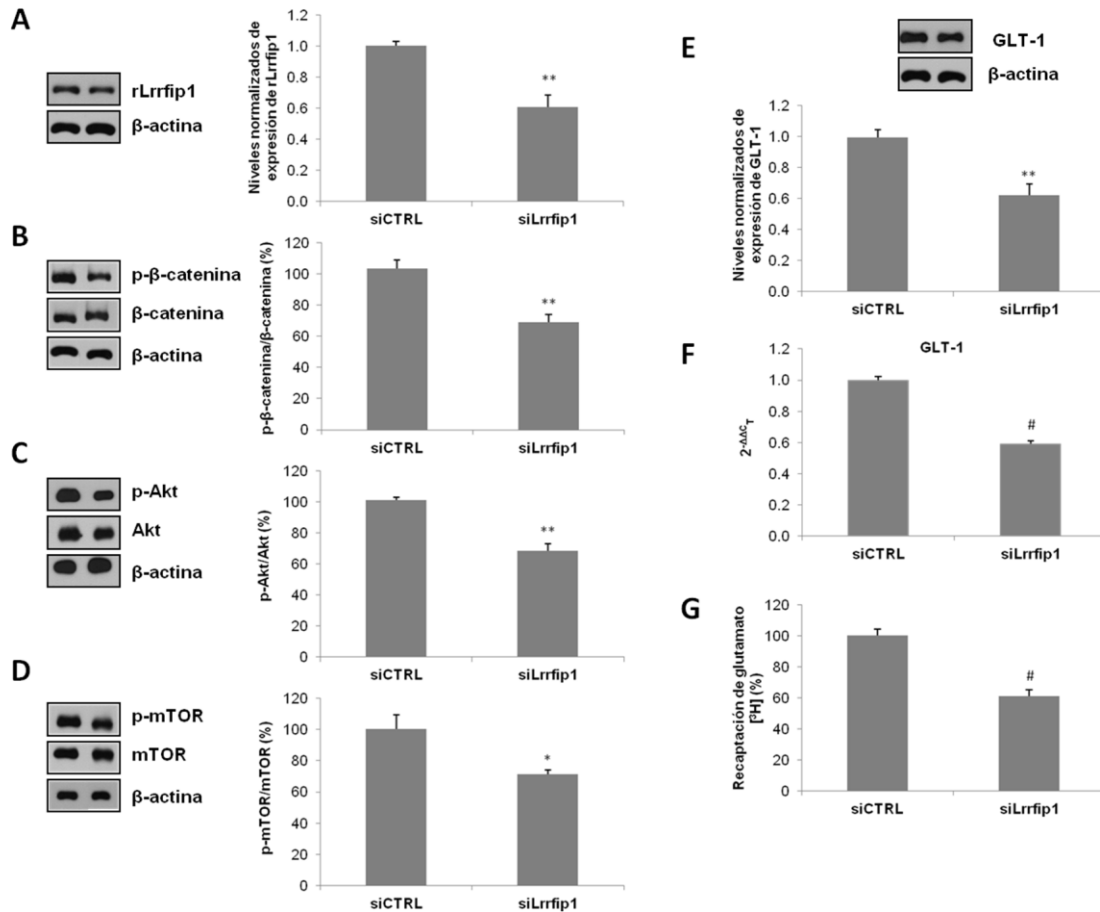 A
rLrrfip1
β-actina
Niveles normalizados de
expresión de rLrrfip1
1.2
1.0
0.8
0.6
0.4
0.2
0.0
**
siCTRL
siLrrfip1
B
p-β-catenina
β-catenina
β-actina
p-β-catenina/β-catenina (%)
120
100
80
60
40
20
0
**
siCTRL
siLrrfip1
C
p-Akt
Akt
β-actina
p-Akt/Akt (%)
120
100
80
60
40
20
0
**
siCTRL
siLrrfip1
D
p-mTOR
mTOR
β-actina
p-mTOR/mTOR (%)
120
100
80
60
40
20
0
*
siCTRL
siLrrfip1
E
GLT-1
β-actina
Niveles normalizados de
expresión de GLT-1
1.2
1.0
0.8
0.6
0.4
0.2
0.0
**
siCTRL
siLrrfip1
F
GLT-1
2-ΔΔCT
1.2
1.0
0.8
0.6
0.4
0.2
0.0
#
siCTRL
siLrrfip1
G
Recaptación de glutamato
[³H] (%)
120
100
80
60
40
20
0
#
siCTRL
siLrrfip1